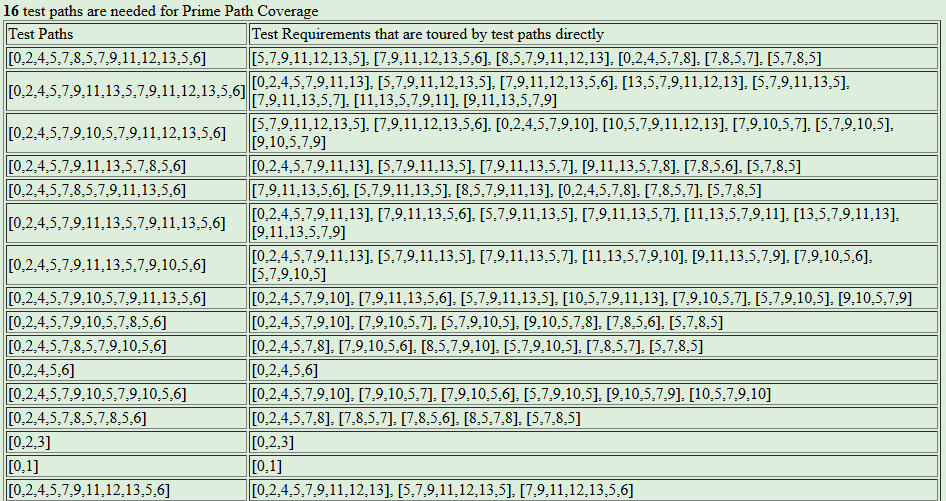 16 test paths are needed for Prime Path Coverage
Test Paths Test Requirements that are toured by test paths directly
[0,2,4,5,7,8,5,7,9,11,12,13,5,6] [5,7,9,11,12,13,5], [7,9,11,12,13,5,6], [8,5,7,9,11,12,13], [0,2,4,5,7,8], [7,8,5,7], [5,7,8,5]
[0,2,4,5,7,9,11,13,5,7,9,11,12,13,5,6] [0,2,4,5,7,9,11,13], [5,7,9,11,12,13,5], [7,9,11,12,13,5,6], [13,5,7,9,11,12,13], [5,7,9,11,13,5],
[7,9,11,13,5,7], [11,13,5,7,9,11], [9,11,13,5,7,9]
[0,2,4,5,7,9,10,5,7,9,11,12,13,5,6] [5,7,9,11,12,13,5], [7,9,11,12,13,5,6], [0,2,4,5,7,9,10], [10,5,7,9,11,12,13], [7,9,10,5,7], [5,7,9,10,5],
[9,10,5,7,9]
[0,2,4,5,7,9,11,13,5,7,8,5,6] [0,2,4,5,7,9,11,13], [5,7,9,11,13,5], [7,9,11,13,5,7], [9,11,13,5,7,8], [7,8,5,6], [5,7,8,5]
[0,2,4,5,7,8,5,7,9,11,13,5,6] [7,9,11,13,5,6], [5,7,9,11,13,5], [8,5,7,9,11,13], [0,2,4,5,7,8], [7,8,5,7], [5,7,8,5]
[0,2,4,5,7,9,11,13,5,7,9,11,13,5,6] [0,2,4,5,7,9,11,13], [7,9,11,13,5,6], [5,7,9,11,13,5], [7,9,11,13,5,7], [11,13,5,7,9,11], [13,5,7,9,11,13],
[9,11,13,5,7,9]
[0,2,4,5,7,9,11,13,5,7,9,10,5,6] [0,2,4,5,7,9,11,13], [5,7,9,11,13,5], [7,9,11,13,5,7], [11,13,5,7,9,10], [9,11,13,5,7,9], [7,9,10,5,6],
[5,7,9,10,5]
[0,2,4,5,7,9,10,5,7,9,11,13,5,6] [0,2,4,5,7,9,10], [7,9,11,13,5,6], [5,7,9,11,13,5], [10,5,7,9,11,13], [7,9,10,5,7], [5,7,9,10,5], [9,10,5,7,9]
[0,2,4,5,7,9,10,5,7,8,5,6] [0,2,4,5,7,9,10], [7,9,10,5,7], [5,7,9,10,5], [9,10,5,7,8], [7,8,5,6], [5,7,8,5]
[0,2,4,5,7,8,5,7,9,10,5,6] [0,2,4,5,7,8], [7,9,10,5,6], [8,5,7,9,10], [5,7,9,10,5], [7,8,5,7], [5,7,8,5]
[0,2,4,5,6] [0,2,4,5,6]
[0,2,4,5,7,9,10,5,7,9,10,5,6] [0,2,4,5,7,9,10], [7,9,10,5,7], [7,9,10,5,6], [5,7,9,10,5], [9,10,5,7,9], [10,5,7,9,10]
[0,2,4,5,7,8,5,7,8,5,6] [0,2,4,5,7,8], [7,8,5,7], [7,8,5,6], [8,5,7,8], [5,7,8,5]
[0,2,3] [0,2,3]
[0,1] [0,1]
[0,2,4,5,7,9,11,12,13,5,6] [0,2,4,5,7,9,11,12,13], [5,7,9,11,12,13,5], [7,9,11,12,13,5,6]